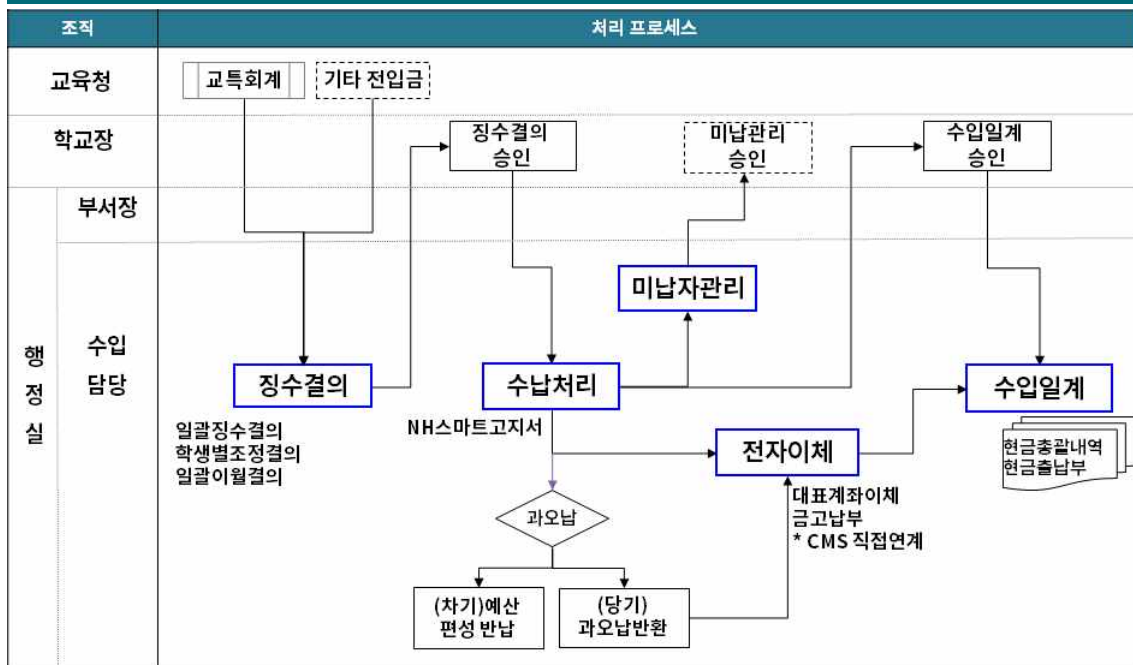 조직
처리 프로세스
교육청
교특회계
기타 전입금
학교장
징수결의
승인
미납관리
승인
수입일계
승인
부서장
미납자관리
행
정
실
수입
담당
징수결의
수납처리
수입일계
일괄징수결의
학생별조정결의
일괄이월결의
NH스마트고지서
전자이체
현금총괄내역
현금출납부
대표계좌이체
금고납부
* CMS 직접연계
과오납
(차기)예산
편성 반납
(당기)
과오납반환